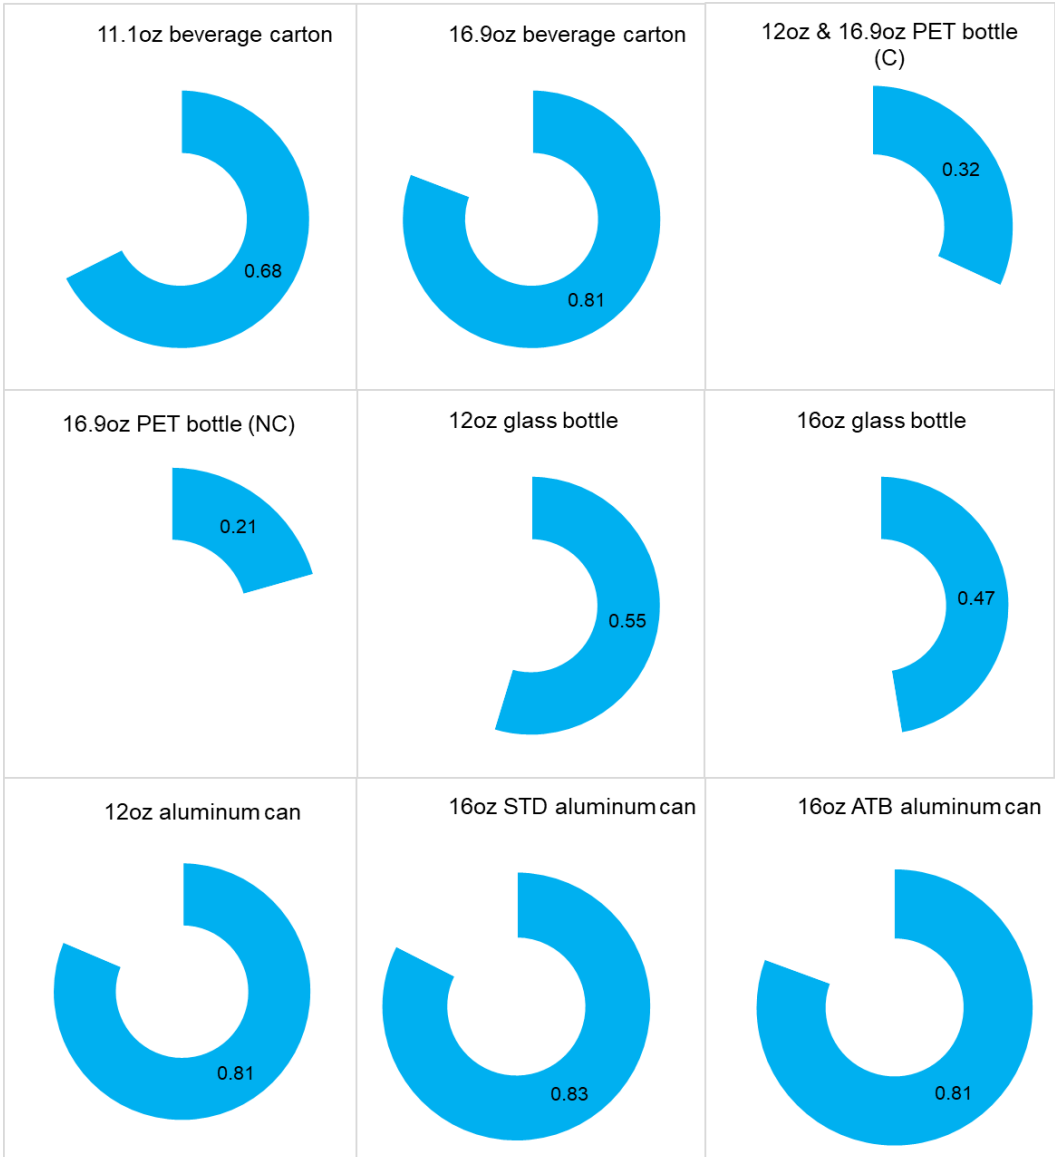 11.1oz beverage carton
0.68
16.9oz beverage carton
0.81
12oz & 16.9oz PET bottle
(C)
0.32
16.9oz PET bottle (NC)
0.21
12oz glass bottle
0.55
16oz glass bottle
0.47
12oz aluminum can
0.81
16oz STD aluminum can
0.83
16oz ATB aluminum can
0.81